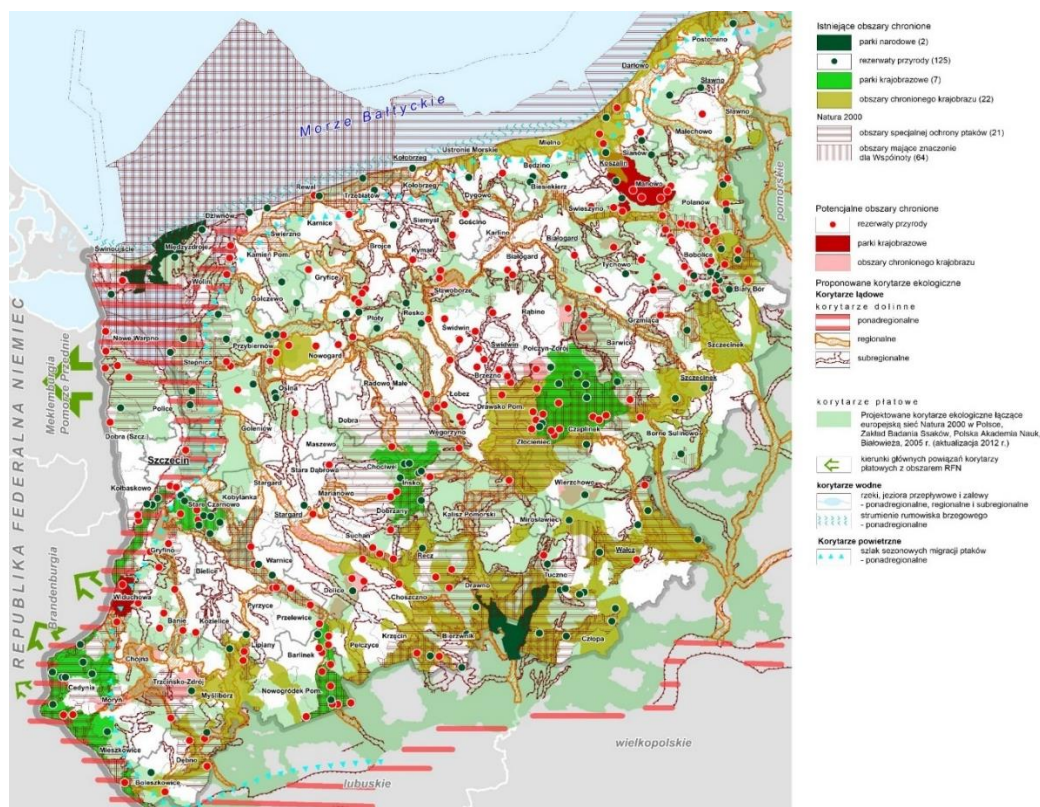 Morze Bałtyckie
REPUBLIKA FEDERALNA NIEMIEC
Meklemburgia
Pomorze Przednie
Brandenburgia
pomorskie
wielkopolskie
lubuskie
Postomino
Darłowo
Sławno
Sławno
Malechowo
Mielno
Sianów
Koszalin
Manowo
Ustronie Morskie
Będzino
Kołobrzeg
Kołobrzeg
Dygowo
Biesiekierz
Świeszyno
Polanów
Rewal
Trzebiatów
Siemyśl
Gościno
Karlino
Białogard
Białogard
Tychowo
Bobolice
Biały Bór
Dziwnów
Karnice
Świerzno
Kamień Pom.
Brojce
Rymań
Międzyzdroje
Świnoujście
Wolin
Gryfice
Golczewo
Sławoborze
Rąbino
Grzmiąca
Płoty
Resko
Świdwin
Świdwin
Połczyn-Zdrój
Barwice
Szczecinek
Szczecinek
Nowe Warpno
Stepnica
Przybiernów
Nowogard
Brzeżno
Osina
Radowo Małe
Łobez
Drawsko Pom.
Czaplinek
Borne Sulinowo
Police
Goleniów
Dobra
Węgorzyno
Złocieniec
Dobra (Szcz.)
Maszewo
Szczecin
Chociwel
Stara Dąbrowa
Ińsko
Wierzchowo
Kołbaskowo
Kobylanka
Stargard
Marianowo
Dobrzany
Stare Czarnowo
Stargard
Kalisz Pomorski
Mirosławiec
Suchań
Gryfino
Recz
Wałcz
Warnice
Bielice
Drawno
Tuczno
Dolice
Widuchowa
Pyrzyce
Choszczno
Banie
Kozielice
Przelewice
Krzęcin
Bierzwnik
Człopa
Lipiany
Barlinek
Pełczyce
Chojna
Cedynia
Trzcińsko-Zdrój
Moryń
Myślibórz
Nowogródek Pom.
Mieszkowice
Dębno
Boleszkowice
Istniejące obszary chronione
parki narodowe (2)
rezerwaty przyrody (125)
parki krajobrazowe (7)
obszary chronionego krajobrazu (22)
Natura 2000
obszary specjalnej ochrony ptaków (21)
obszary mające znaczenie
dla Wspólnoty (64)
Potencjalne obszary chronione
rezerwaty przyrody
parki krajobrazowe
obszary chronionego krajobrazu
Proponowane korytarze ekologiczne
Korytarze lądowe
korytarze dolinne
ponadregionalne
regionalne
subregionalne
korytarze płatowe
Projektowane korytarze ekologiczne łączące
europejską sieć Natura 2000 w Polsce,
Zakład Badania Ssaków, Polska Akademia Nauk,
Białowieża, 2005 r. (aktualizacja 2012 r.)
kierunki głównych powiązań korytarzy
płatowych z obszarem RFN
korytarze wodne
rzeki, jeziora przepływowe i zalewy
- ponadregionalne, regionalne i subregionalne
strumienie rumowiska brzegowego
- ponadregionalne
Korytarze powietrzne
szlak sezonowych migracji ptaków
- ponadregionalne